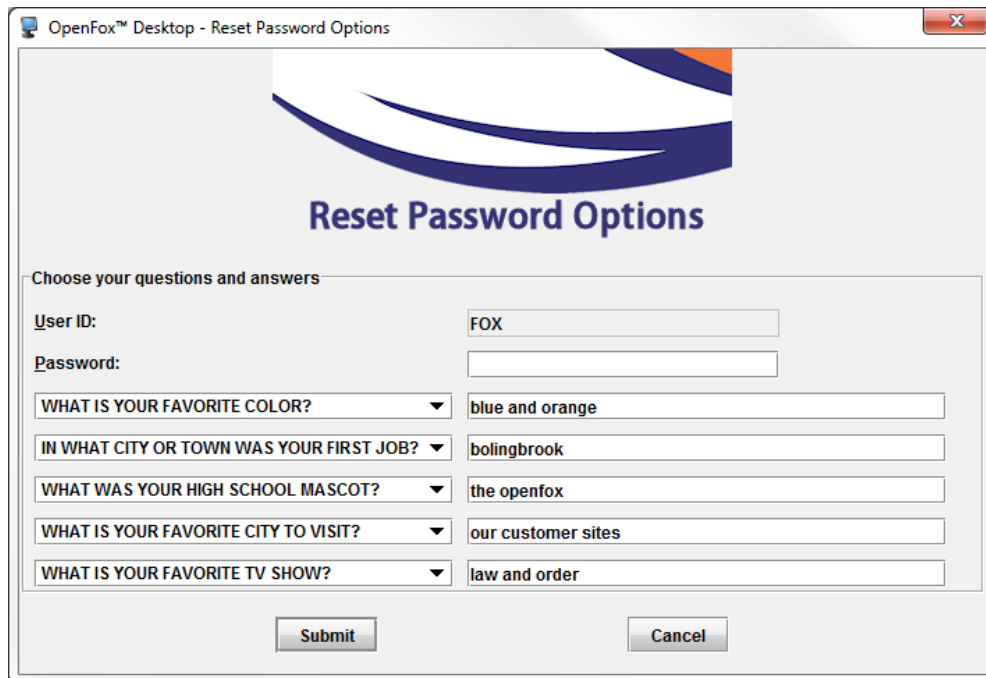 OpenFox™ Desktop - Reset Password Options
Reset Password Options
Choose your questions and answers
User ID: FOX
Password:
WHAT IS YOUR FAVORITE COLOR? blue and orange
IN WHAT CITY OR TOWN WAS YOUR FIRST JOB? bolingbrook
WHAT WAS YOUR HIGH SCHOOL MASCOT? the openfox
WHAT IS YOUR FAVORITE CITY TO VISIT? our customer sites
WHAT IS YOUR FAVORITE TV SHOW? law and order
Submit Cancel